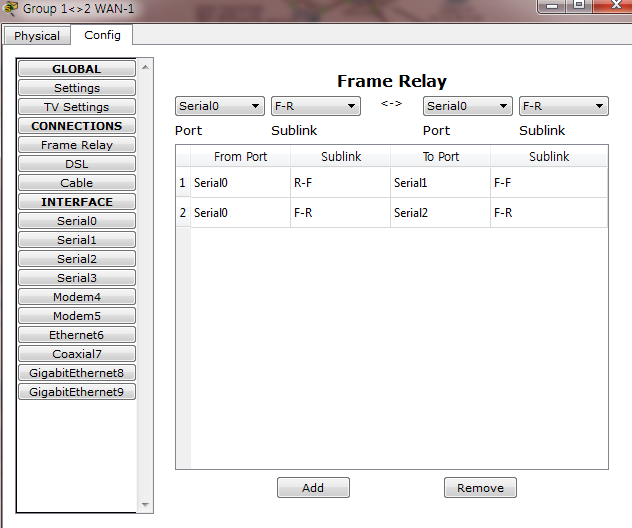 Group 1<>2 WAN-1
Physical
Config
GLOBAL
Settings
TV Settings
CONNECTIONS
Frame Relay
DSL
Cable
INTERFACE
Serial0
Serial1
Serial2
Serial3
Modem4
Modem5
Ethernet6
Coaxial7
GigabitEthernet8
GigabitEthernet9
Frame Relay
Serial0 F-R <-> Serial0 F-R
Port Sublink Port Sublink
From Port Sublink To Port Sublink
1 Serial0 R-F Serial1 F-F
2 Serial0 F-R Serial2 F-R
Add Remove